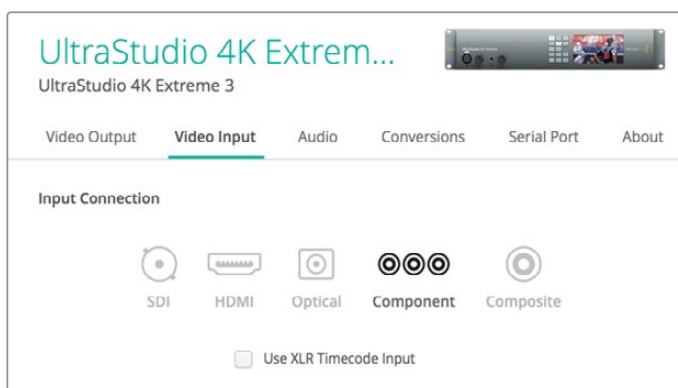 UltraStudio 4K Extrem...
UltraStudio 4K Extreme 3
Video Output Video Input Audio Conversions Serial Port About
Input Connection
SDI HDMI Optical Component Composite
Use XLR Timecode Input